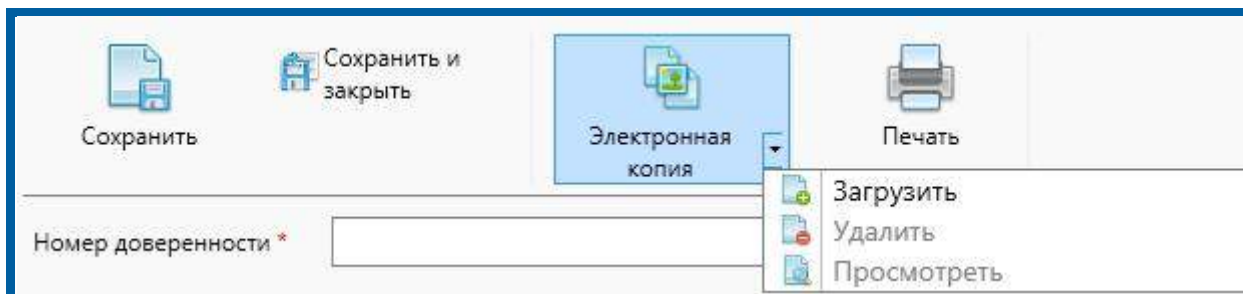 Сохранить
Сохранить и
закрыть
Электронная
копия
Печать
Загрузить
Удалить
Просмотреть
Номер доверенности *